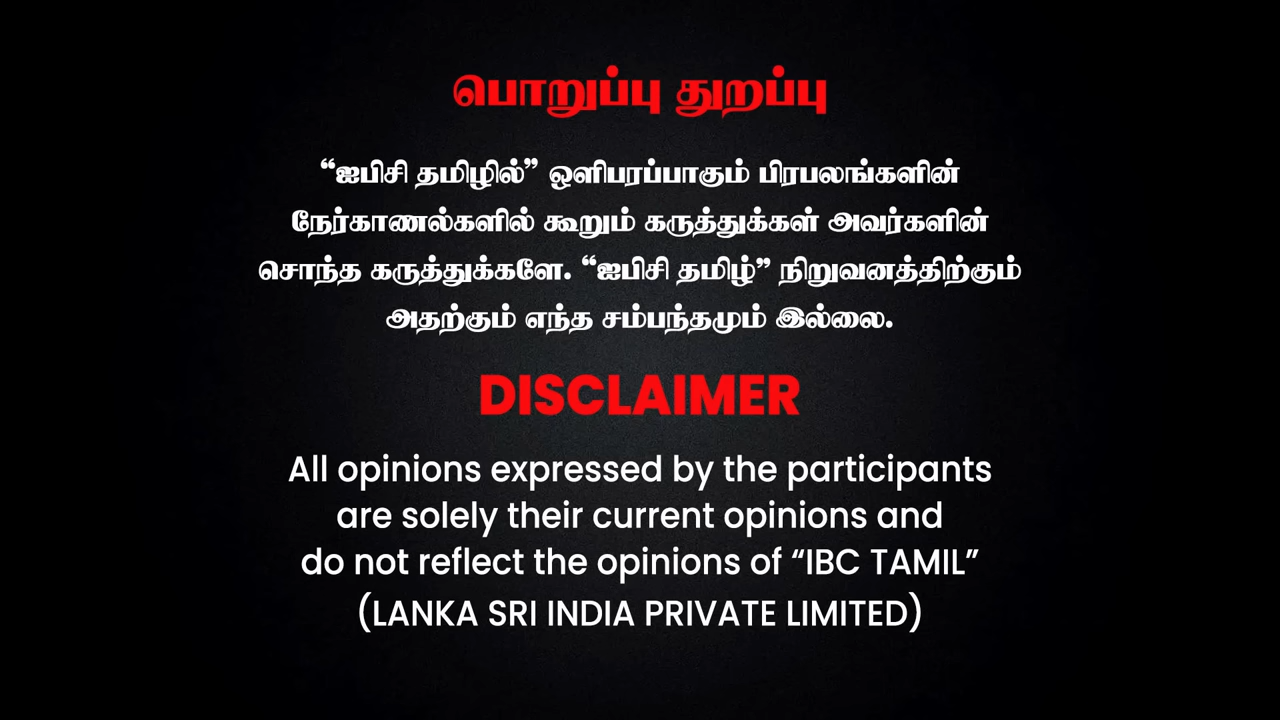 பொறுப்பு துறப்பு
“ஐபிசி தமிழில்” ஒளிபரப்பாகும் பிரபலங்களின்
நேர்காணல்களில் கூறும் கருத்துக்கள் அவர்களின்
சொந்த கருத்துக்களே. “ஐபிசி தமிழ்” நிறுவனத்திற்கும்
அதற்கும் எந்த சம்பந்தமும் இல்லை.
DISCLAIMER
All opinions expressed by the participants
are solely their current opinions and
do not reflect the opinions of “IBC TAMIL”
(LANKA SRI INDIA PRIVATE LIMITED)